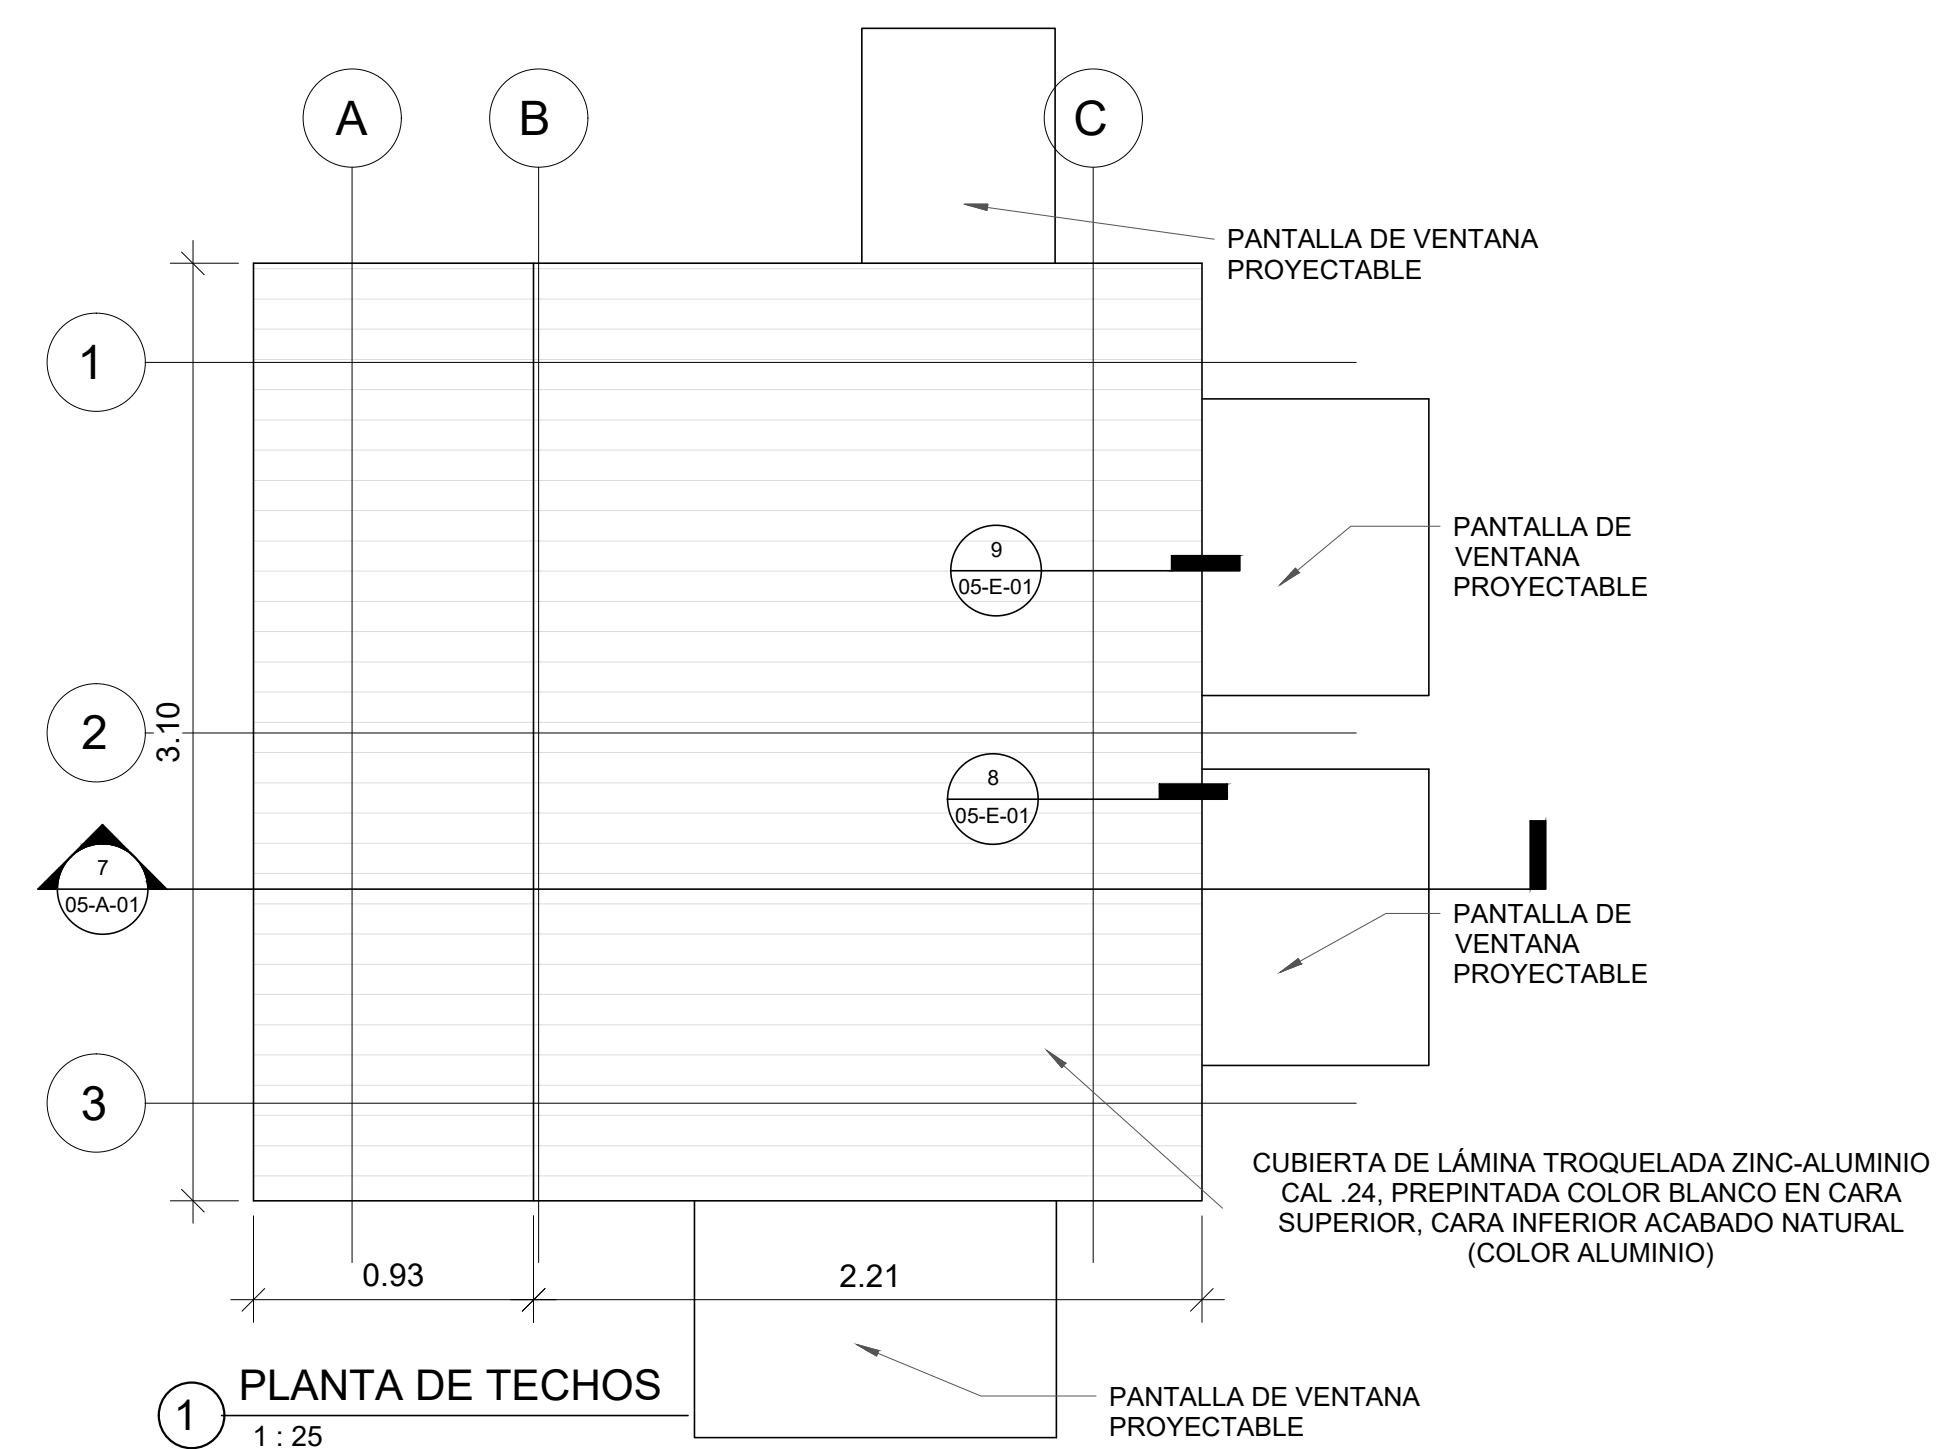 A
B
C
PANTALLA DE VENTANA
PROYECTABLE
1
9
05-E-01
PANTALLA DE
VENTANA
PROYECTABLE
2
3.10
8
05-E-01
7
05-A-01
PANTALLA DE
VENTANA
PROYECTABLE
3
CUBIERTA DE LÁMINA TROQUELADA ZINC-ALUMINIO
CAL .24, PREPINTADA COLOR BLANCO EN CARA
SUPERIOR, CARA INFERIOR ACABADO NATURAL
(COLOR ALUMINIO)
0.93
2.21
1
PLANTA DE TECHOS
1 : 25
PANTALLA DE VENTANA
PROYECTABLE